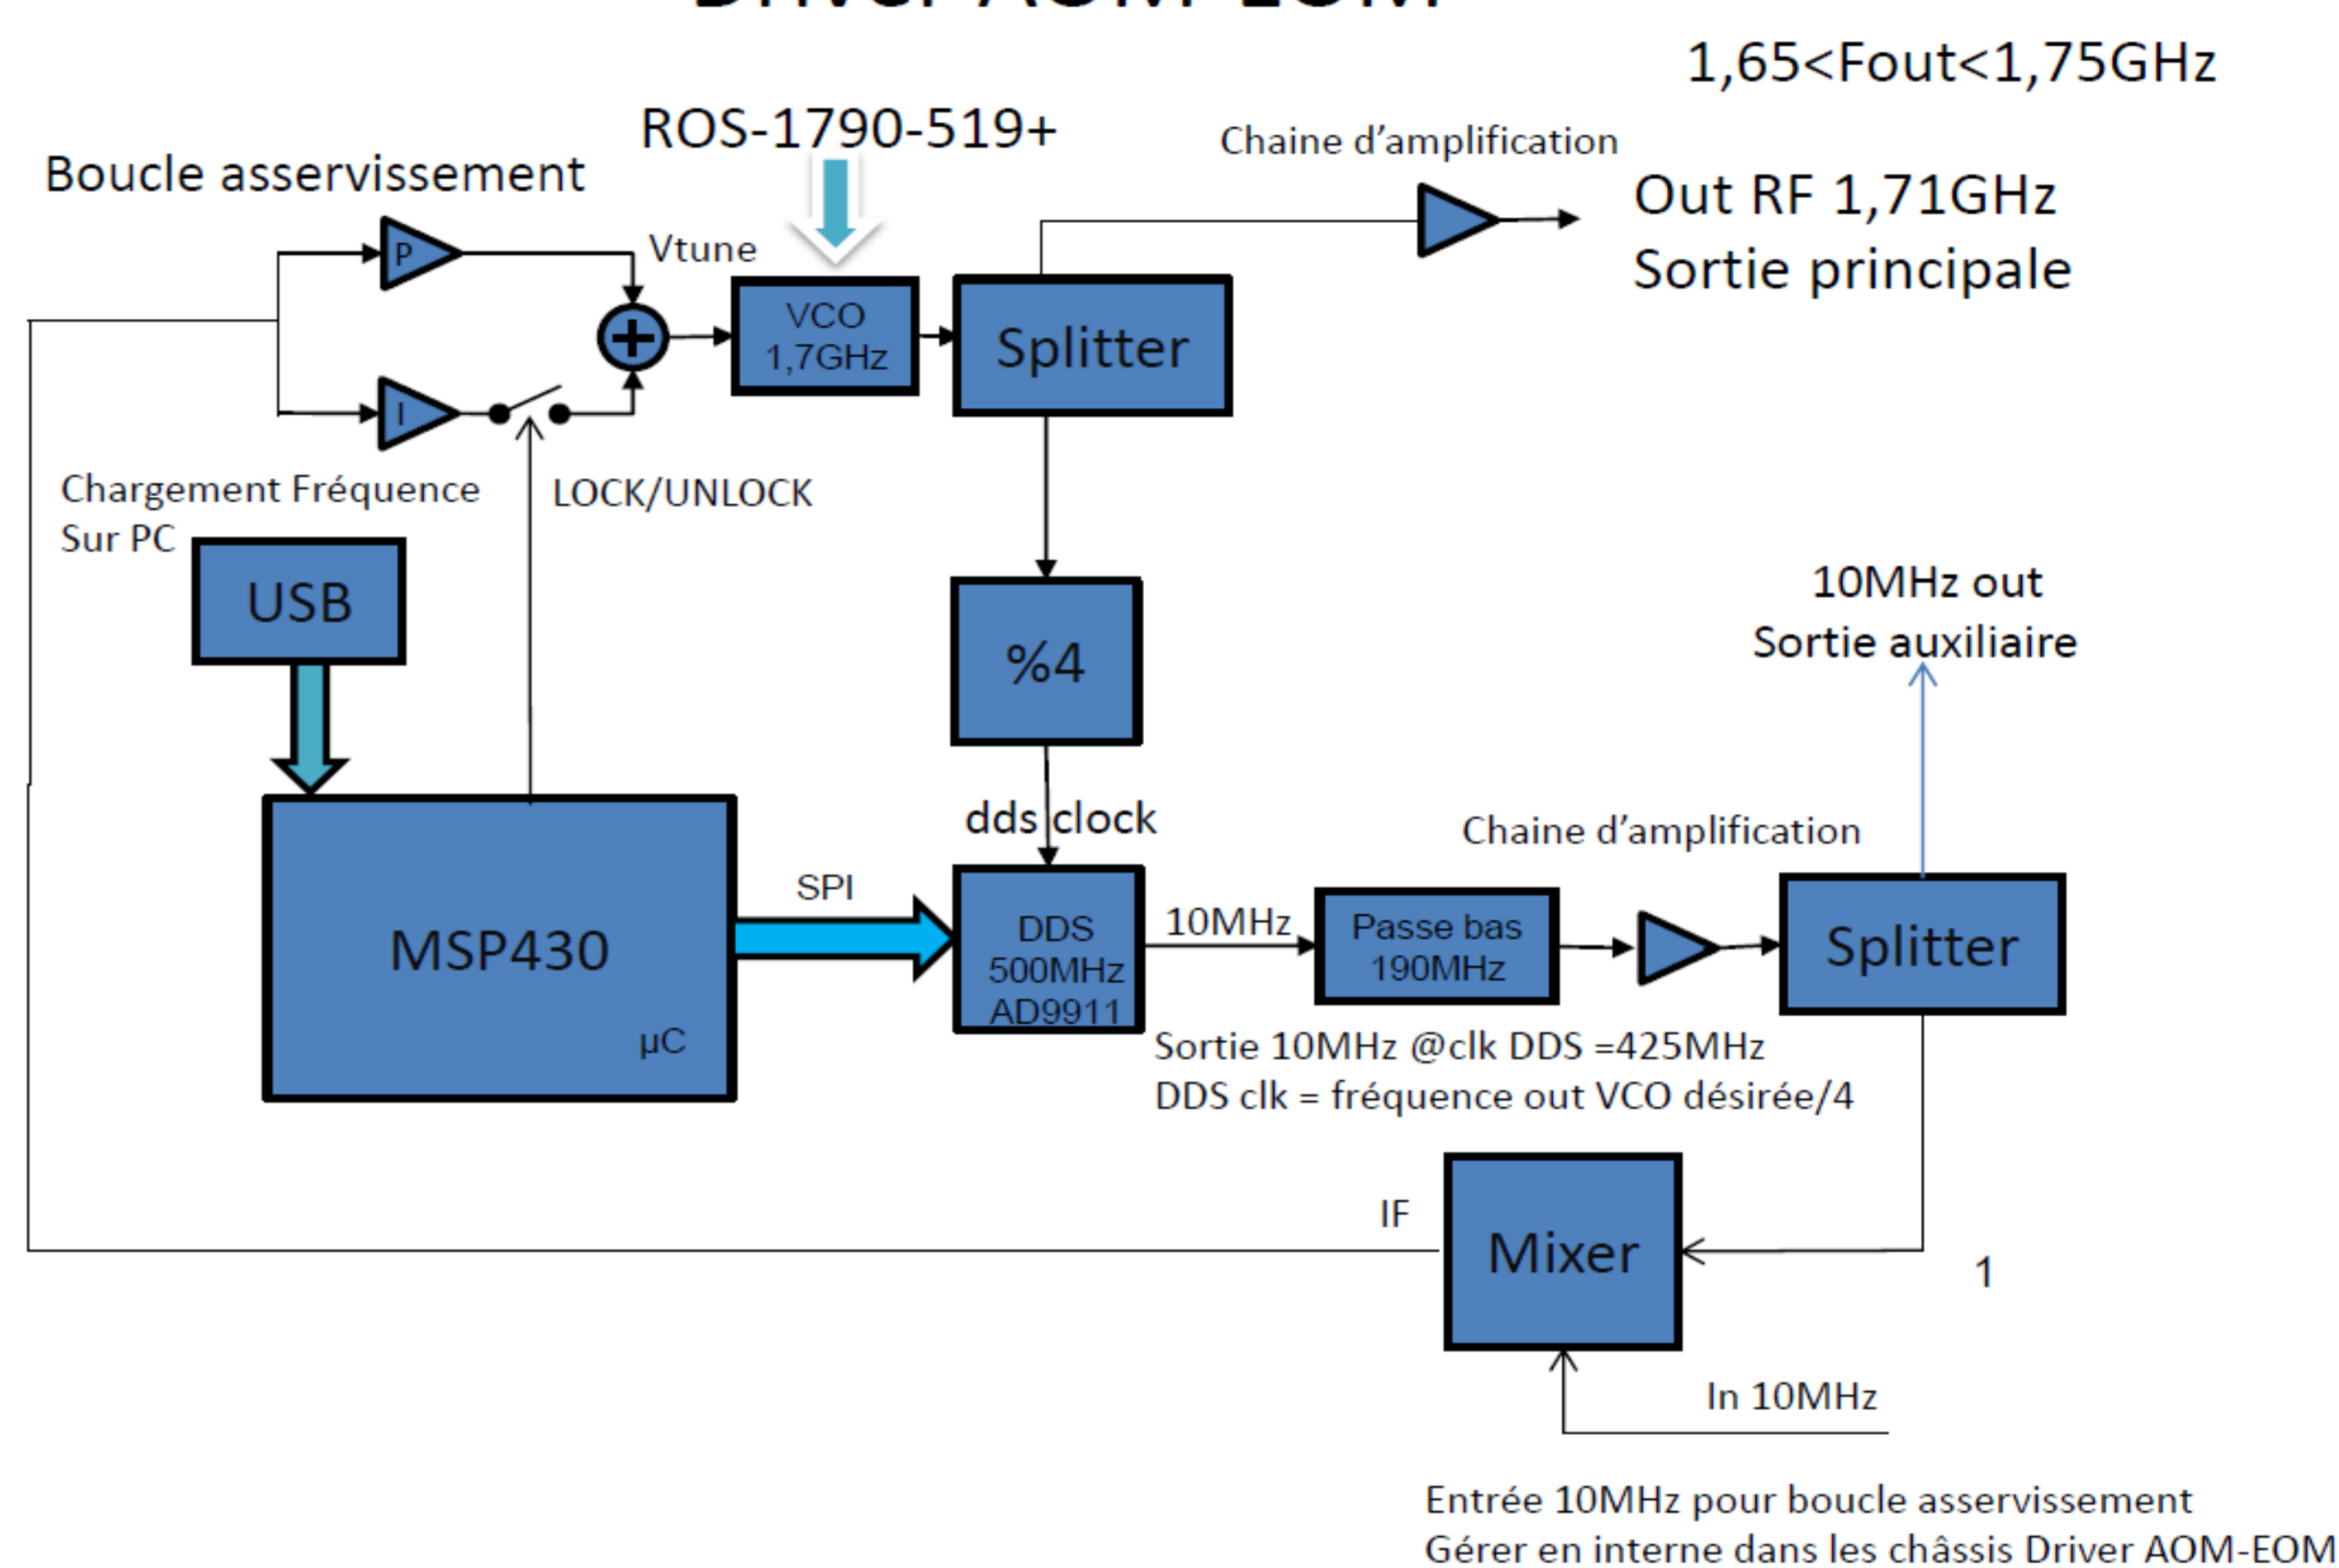 Driver AOM-EOM
1,65<Fout<1,75GHz
ROS-1790-519+
Chaine d’amplification
Boucle asservissement
Out RF 1,71GHz
Sortie principale
P
Vtune
VCO
1,7GHz
Splitter
I
Chargement Fréquence
Sur PC
LOCK/UNLOCK
USB
%4
10MHz out
Sortie auxiliaire
dds clock
Chaine d’amplification
SPI
MSP430
µC
DDS
500MHz
AD9911
10MHz
Passe bas
190MHz
Splitter
Sortie 10MHz @clk DDS =425MHz
DDS clk = fréquence out VCO désirée/4
IF
Mixer
1
In 10MHz
Entrée 10MHz pour boucle asservissement
Gérer en interne dans les châssis Driver AOM-EOM